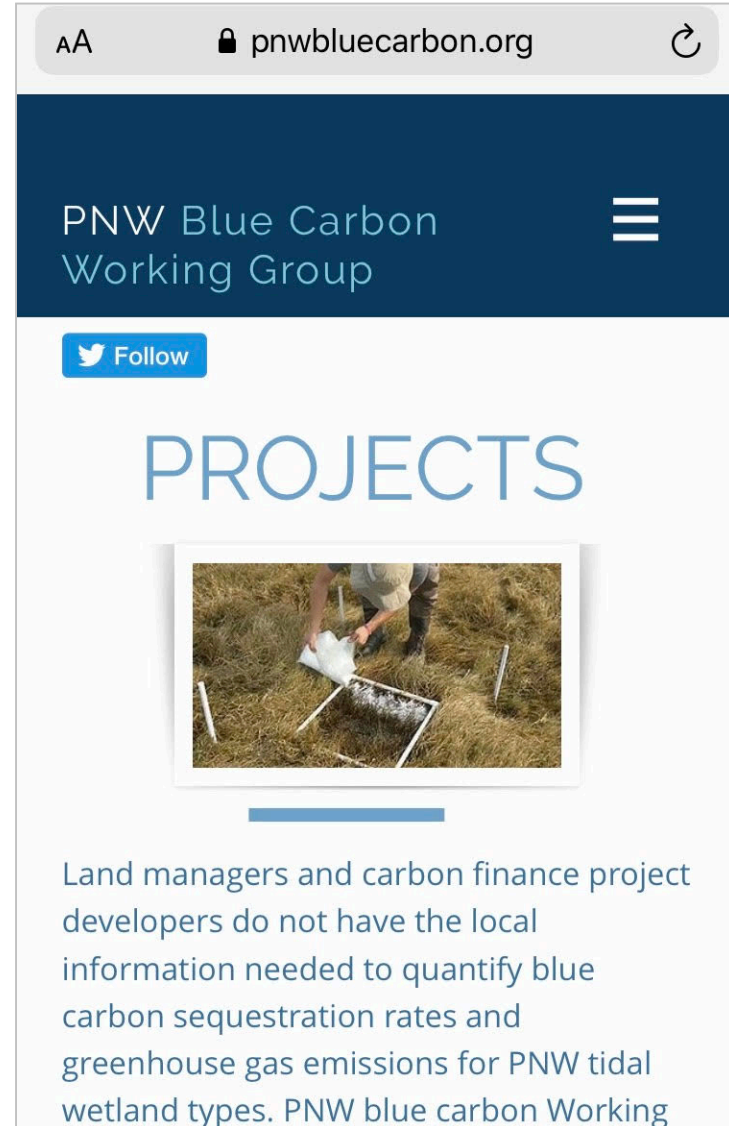 AA pnwbluecarbon.org
PNW Blue Carbon
Working Group
Follow
PROJECTS
Land managers and carbon finance project
developers do not have the local
information needed to quantify blue
carbon sequestration rates and
greenhouse gas emissions for PNW tidal
wetland types. PNW blue carbon Working